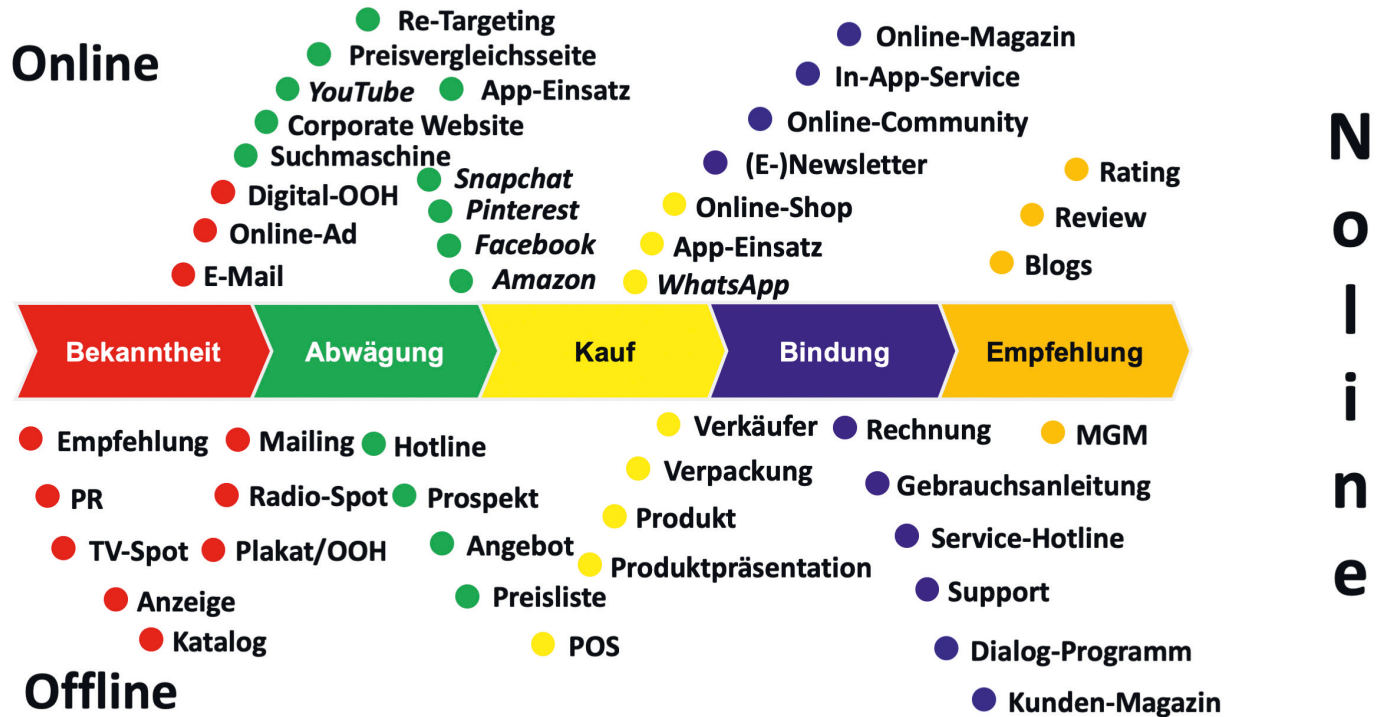 Online
Re-Targeting
Preisvergleichsseite
YouTube
App-Einsatz
Corporate Website
Suchmaschine
Digital-OOH
Online-Ad
E-Mail
Snapchat
Pinterest
Facebook
Amazon
Online-Magazin
In-App-Service
Online-Community
(E-)Newsletter
Online-Shop
App-Einsatz
WhatsApp
Rating
Review
Blogs
Bekanntheit
Abwägung
Kauf
Bindung
Empfehlung
Empfehlung
PR
TV-Spot
Anzeige
Katalog
Mailing
Radio-Spot
Plakat/OOH
Hotline
Prospekt
Angebot
Preisliste
Verkäufer
Verpackung
Produkt
Produktpräsentation
POS
Rechnung
Gebrauchsanleitung
Service-Hotline
Support
Dialog-Programm
Kunden-Magazin
MGM
Offline
Noline